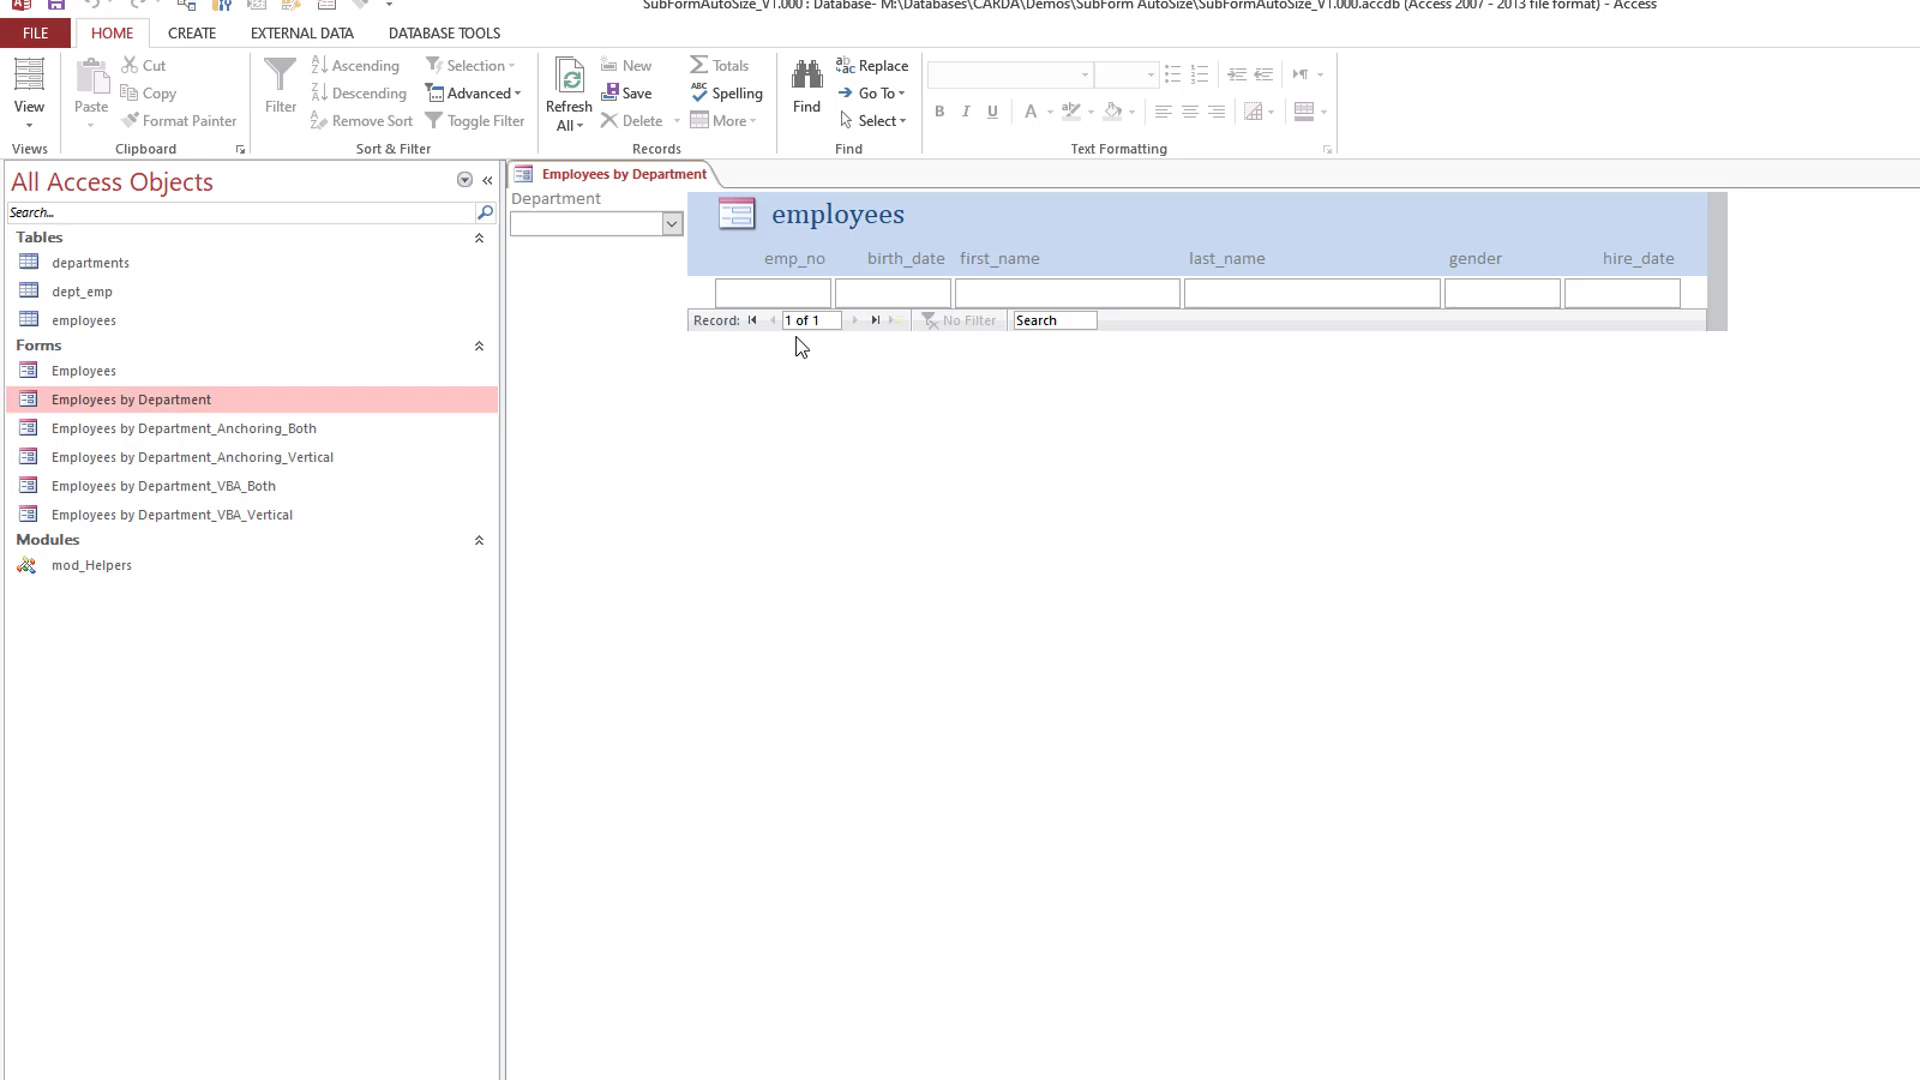 SubFormAutoSize_V1.000 : Database- M:\Databases\CARDA\Demos\SubForm AutoSize\SubFormAutoSize_V1.000.accdb (Access 2007 - 2013 file format) - Access
FILE HOME CREATE EXTERNAL DATA DATABASE TOOLS
Cut Ascending Selection New Totals Replace
Copy Descending Advanced Save Spelling Go To
View Paste Filter Refresh Find
Format Painter Remove Sort Toggle Filter All Delete More Select
Views Clipboard Sort & Filter Records Find Text Formatting
All Access Objects
Search...
Tables
departments
dept_emp
employees
Forms
Employees
Employees by Department
Employees by Department_Anchoring_Both
Employees by Department_Anchoring_Vertical
Employees by Department_VBA_Both
Employees by Department_VBA_Vertical
Modules
mod_Helpers
Employees by Department
Department
employees
emp_no birth_date first_name last_name gender hire_date
Record: 1 of 1 No Filter Search